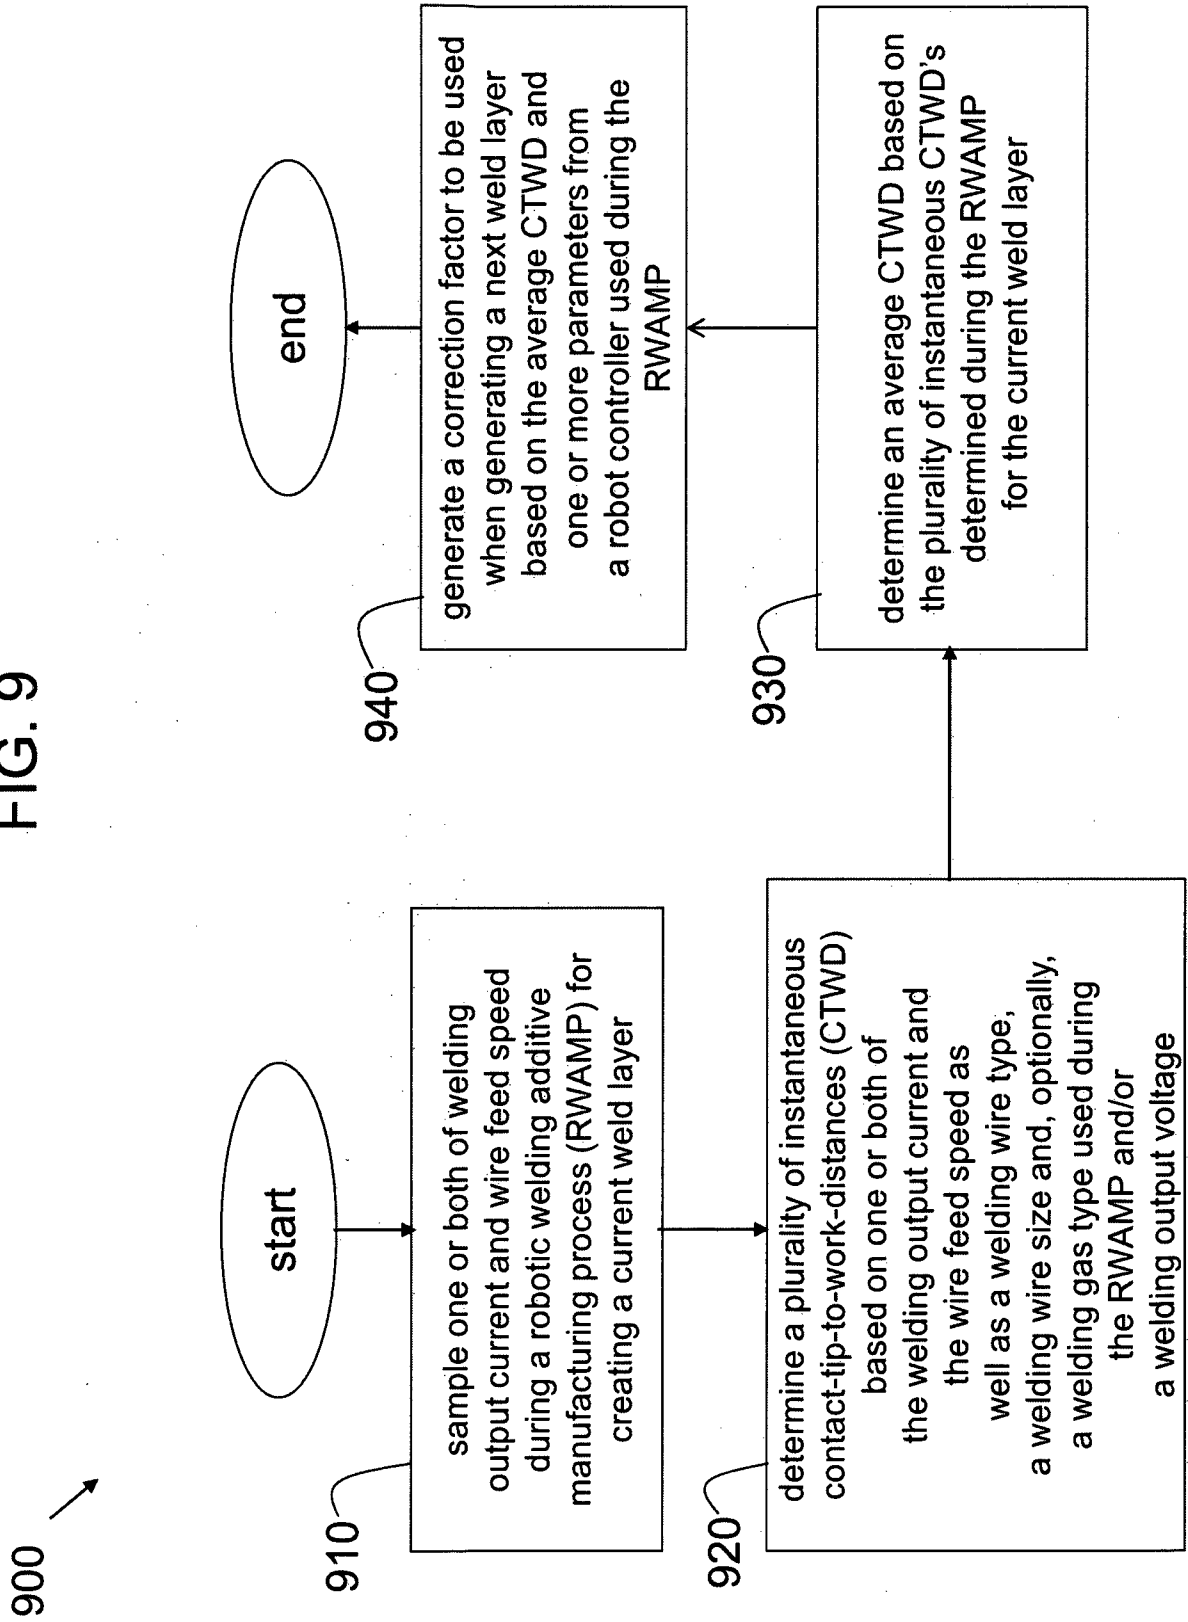 FIG. 9
900
start
910
sample one or both of welding
output current and wire feed speed
during a robotic welding additive
manufacturing process (RWAMP) for
creating a current weld layer
920
determine a plurality of instantaneous
contact-tip-to-work-distances (CTWD)
based on one or both of
the welding output current and
the wire feed speed as
well as a welding wire type,
a welding wire size and, optionally,
a welding gas type used during
the RWAMP and/or
a welding output voltage
930
determine an average CTWD based on
the plurality of instantaneous CTWD's
determined during the RWAMP
for the current weld layer
940
generate a correction factor to be used
when generating a next weld layer
based on the average CTWD and
one or more parameters from
a robot controller used during the
RWAMP
end